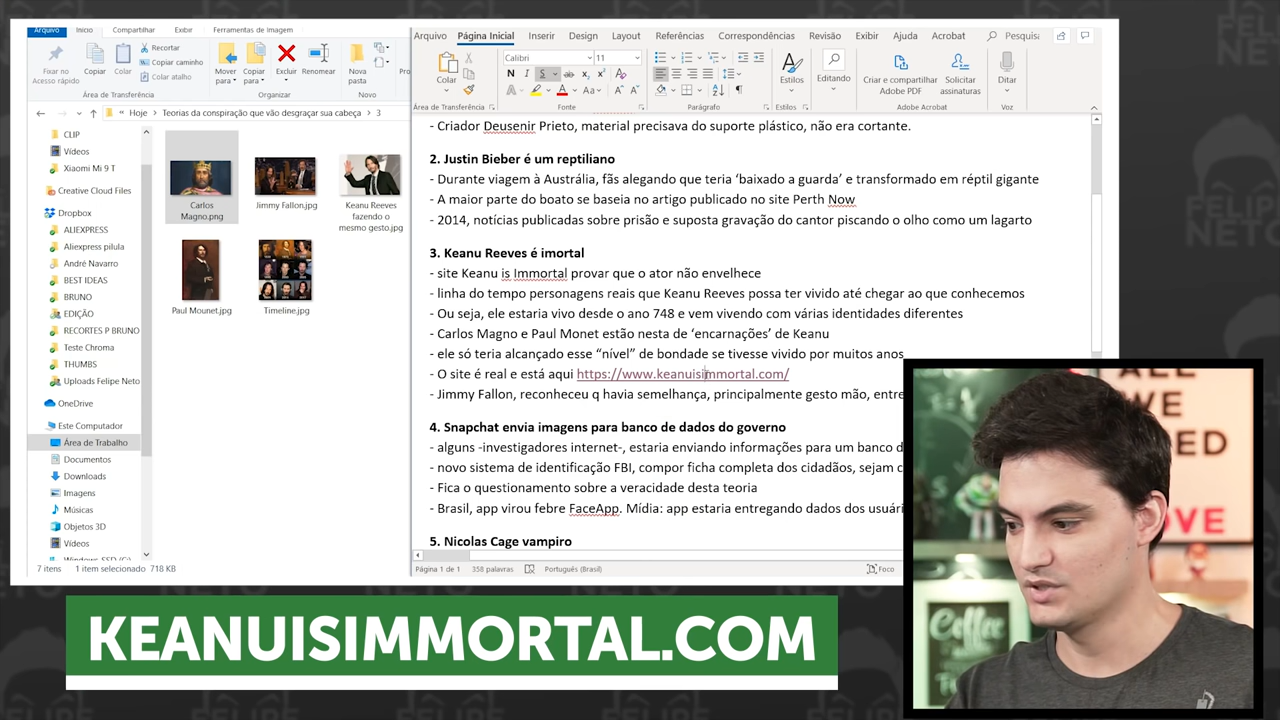 Arquivo Início Compartilhar Exibir Ferramentas de Imagem
Fixar no Acesso rápido
Copiar
Colar
Recortar
Copiar caminho
Colar atalho
Mover para
Copiar para
Excluir
Renomear
Nova pasta
Área de Transferência
Organizar
Novo
« Hoje › Teorias da conspiração que vão desgraçar sua cabeça › 3
CLIP
Vídeos
Xiaomi Mi 9 T
Creative Cloud Files
Dropbox
ALIEXPRESS
Aliexpress pilula
André Navarro
BEST IDEAS
BRUNO
EDIÇÃO
RECORTES P BRUNO
Teste Chroma
THUMBS
Uploads Felipe Neto
OneDrive
Este Computador
Área de Trabalho
Documentos
Downloads
Imagens
Músicas
Objetos 3D
Vídeos
Windows-SSD (C:)
Carlos Magno.png
Jimmy Fallon.jpg
Keanu Reeves fazendo o mesmo gesto.jpg
Paul Mounet.jpg
Timeline.jpg
7 itens 1 item selecionado 718 KB
Arquivo Página Inicial Inserir Design Layout Referências Correspondências Revisão Exibir Ajuda Acrobat Pesquisa
Colar
Calibri 11
N I S
Estilos
Editando
Criar e compartilhar Adobe PDF
Solicitar assinaturas
Ditar
Área de Transferência Fonte Parágrafo Estilos Adobe Acrobat Voz
- Criador Deusenir Prieto, material precisava do suporte plástico, não era cortante.
2. Justin Bieber é um reptiliano
- Durante viagem à Austrália, fãs alegando que teria ‘baixado a guarda’ e transformado em réptil gigante
- A maior parte do boato se baseia no artigo publicado no site Perth Now
- 2014, notícias publicadas sobre prisão e suposta gravação do cantor piscando o olho como um lagarto
3. Keanu Reeves é imortal
- site Keanu is Immortal provar que o ator não envelhece
- linha do tempo personagens reais que Keanu Reeves possa ter vivido até chegar ao que conhecemos
- Ou seja, ele estaria vivo desde o ano 748 e vem vivendo com várias identidades diferentes
- Carlos Magno e Paul Monet estão nesta de ‘encarnações’ de Keanu
- ele só teria alcançado esse “nível” de bondade se tivesse vivido por muitos anos
- O site é real e está aqui https://www.keanuisimmortal.com/
- Jimmy Fallon, reconheceu q havia semelhança, principalmente gesto mão, entre
4. Snapchat envia imagens para banco de dados do governo
- alguns -investigadores internet-, estaria enviando informações para um banco d
- novo sistema de identificação FBI, compor ficha completa dos cidadãos, sejam c
- Fica o questionamento sobre a veracidade desta teoria
- Brasil, app virou febre FaceApp. Mídia: app estaria entregando dados dos usuári
5. Nicolas Cage vampiro
Página 1 de 1 358 palavras Português (Brasil) Foco
KEANUISIMMORTAL.COM
Coffee
FELIPE
NETO